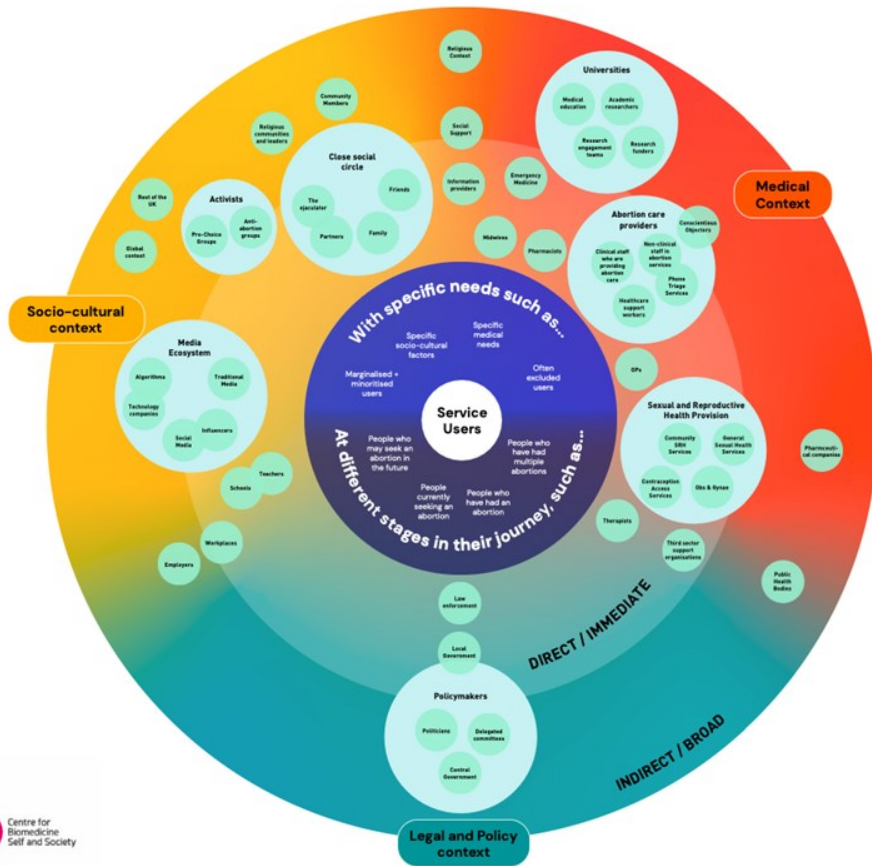 Religious
Context
Universities
Medical
education
Academic
researchers
Research
engagement
teams
Research
funders
Community
Members
Religious
communities
and leaders
Social
Support
Close social
circle
Friends
The
ejaculator
Partners
Family
Information
providers
Emergency
Medicine
Midwives
Pharmacists
Rest of the
UK
Global
context
Activists
Pro-Choice
Groups
Anti-
abortion
groups
Medical
Context
Abortion care
providers
Conscientious
Objectors
Clinical staff
who are
providing
abortion
care
Non-clinical
staff in
abortion
services
Phone
Triage
Services
Healthcare
support
workers
Socio-cultural
context
Media
Ecosystem
Algorithms
Traditional
Media
Technology
companies
Social
Media
Influencers
With specific needs such as...
Specific
socio-cultural
factors
Specific
medical
needs
Marginalised +
minoritised
users
Often
excluded
users
Service
Users
People who
may seek an
abortion in
the future
People
currently
seeking an
abortion
People
who have
had an
abortion
People who
have had
multiple
abortions
At different stages in their journey, such as...
GPs
Sexual and Reproductive
Health Provision
Community
SRH
Services
General
Sexual Health
Services
Contraception
Access
Services
Obs & Gynae
Pharmaceuti-
cal companies
Teachers
Schools
Workplaces
Employers
Therapists
Third sector
support
organisations
Public
Health
Bodies
Law
enforcement
Local
Government
Policymakers
Politicians
Delegated
committees
Central
Government
DIRECT / IMMEDIATE
INDIRECT / BROAD
Legal and Policy
context
Centre for
Biomedicine
Self and Society